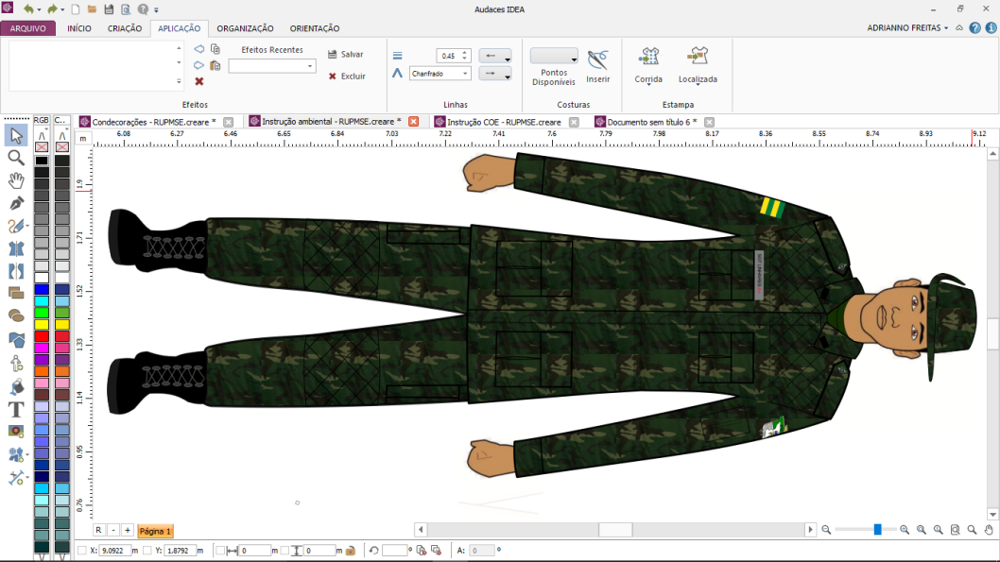 Audaces IDEA
ARQUIVO INÍCIO CRIAÇÃO APLICAÇÃO ORGANIZAÇÃO ORIENTAÇÃO ADRIANNO FREITAS
Efeitos Recentes
Salvar
Excluir
Efeitos
0,45
Chanfrado
Linhas
Pontos
Disponíveis
Inserir
Costuras
Corrida
Localizada
Estampa
RGB C...
Condecorações - RUPMSE.creare *
Instrução ambiental - RUPMSE.creare *
Instrução COE - RUPMSE.creare
Documento sem título 6 *
m
6.08 6.27 6.46 6.65 6.84 7.03 7.22 7.41 7.6 7.79 7.98 8.17 8.36 8.55 8.74 8.93 9.12
1.9
1.71
1.52
1.33
1.14
0.95
0.76
R - + Página 1
X: 9,0922 m Y: 1,8792 m 0 m 0 m ° A: 0 °